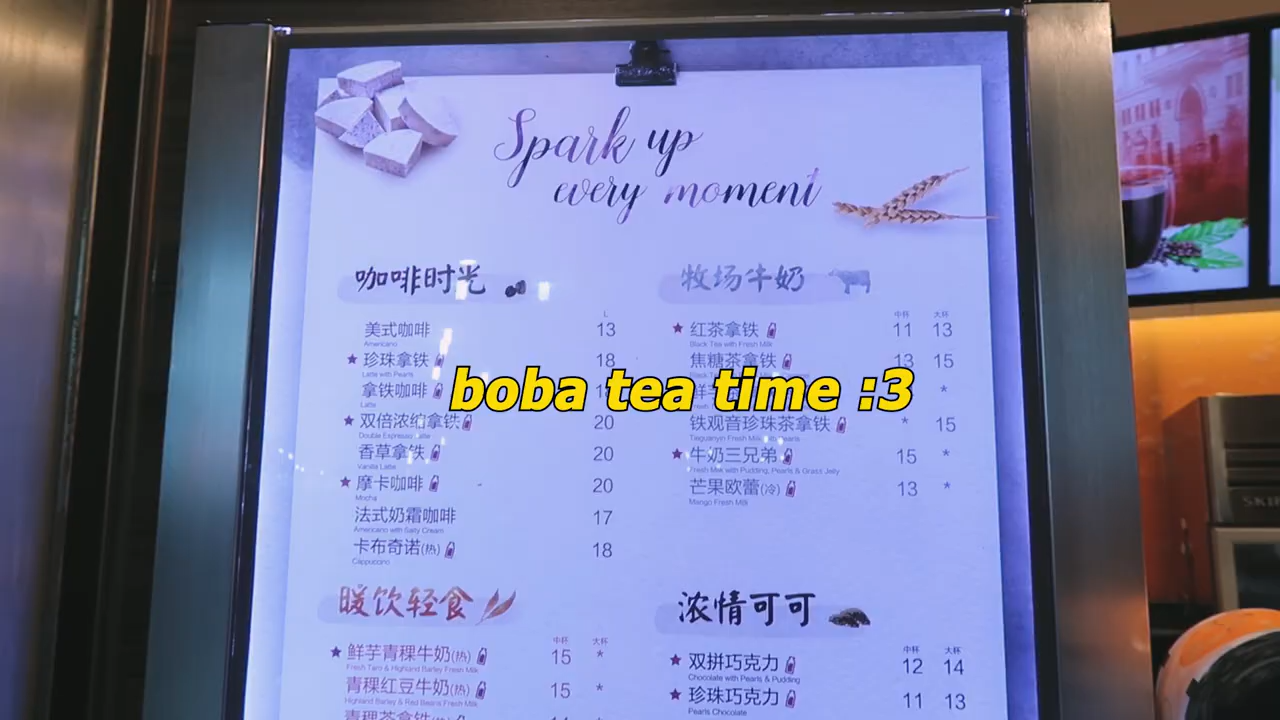 Spark up
every moment
咖啡时光
L
美式咖啡 13
Americano
★ 珍珠拿铁 18
Latte with Pearls
拿铁咖啡
Latte
★ 双倍浓缩拿铁 20
Double Espresso Latte
香草拿铁 20
Vanilla Latte
★ 摩卡咖啡 20
Mocha
法式奶霜咖啡 17
Americano with Salty Cream
卡布奇诺(热) 18
Cappuccino
牧场牛奶
中杯 大杯
★ 红茶拿铁 11 13
Black Tea with Fresh Milk
焦糖茶拿铁 13 15
boba tea time :3
*
铁观音珍珠茶拿铁 * 15
Tieguanyin Fresh Milk with Pearls
★ 牛奶三兄弟 15 *
Fresh Milk with Pudding, Pearls & Grass Jelly
芒果欧蕾(冷) 13 *
Mango Fresh Milk
暖饮轻食
中杯 大杯
★ 鲜芋青稞牛奶(热) 15 *
Fresh Taro & Highland Barley Fresh Milk
青稞红豆牛奶(热) 15 *
Highland Barley & Red Beans Fresh Milk
青稞茶拿铁
浓情可可
中杯 大杯
★ 双拼巧克力 12 14
Chocolate with Pearls & Pudding
★ 珍珠巧克力 11 13
Pearls Chocolate